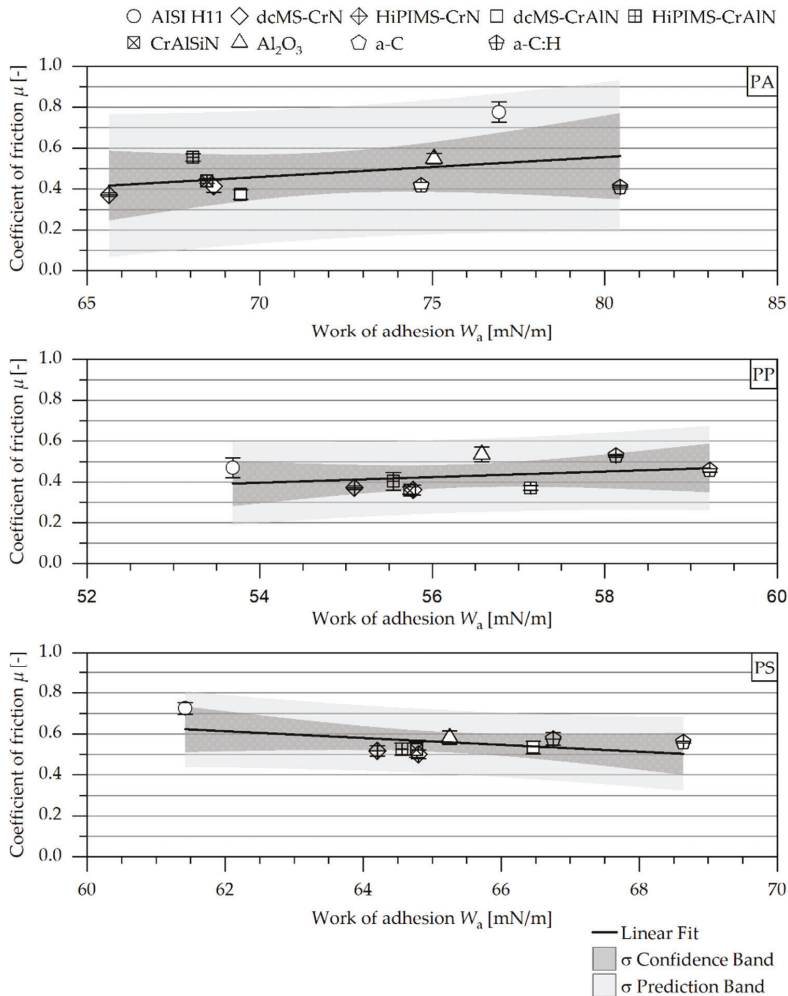 AISI H11 dcMS-CrN HiPIMS-CrN dcMS-CrAlN HiPIMS-CrAlN
CrAlSiN Al₂O₃ a-C a-C:H
PA
Coefficient of friction μ [-]
1.0
0.8
0.6
0.4
0.2
0.0
65 70 75 80 85
Work of adhesion Wₐ [mN/m]
PP
Coefficient of friction μ [-]
1.0
0.8
0.6
0.4
0.2
0.0
52 54 56 58 60
Work of adhesion Wₐ [mN/m]
PS
Coefficient of friction μ [-]
1.0
0.8
0.6
0.4
0.2
0.0
60 62 64 66 68 70
Work of adhesion Wₐ [mN/m]
Linear Fit
σ Confidence Band
σ Prediction Band